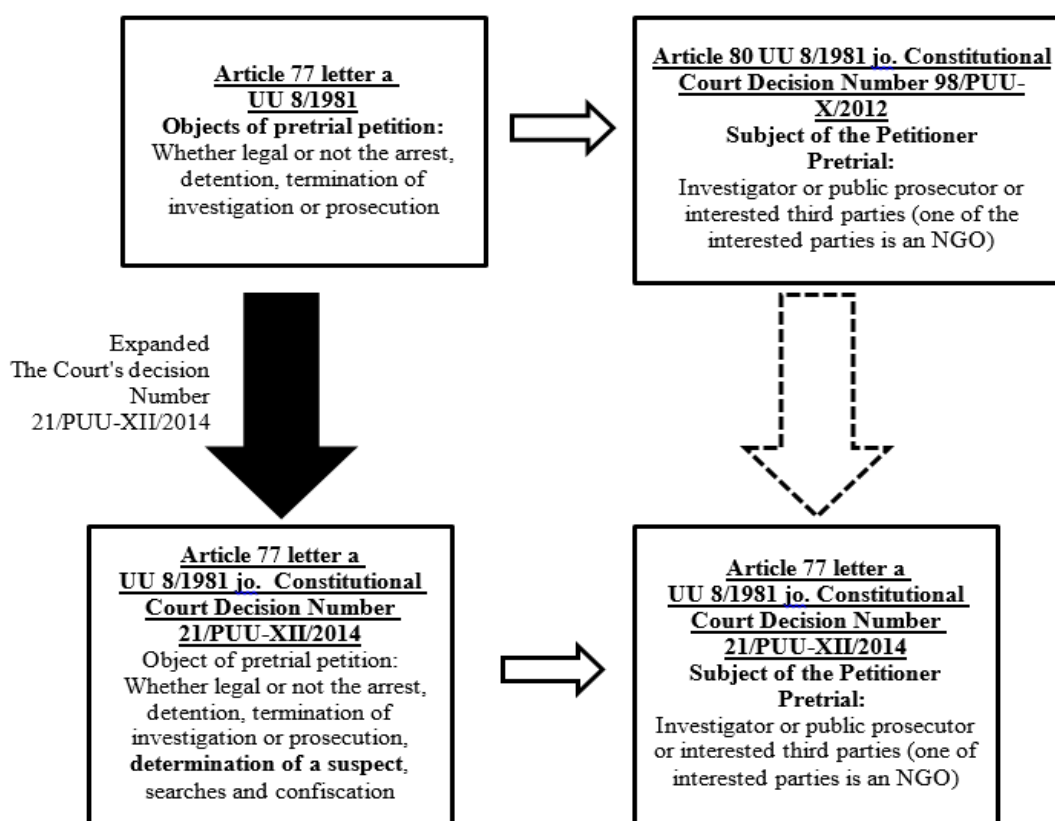 Article 77 letter a
UU 8/1981
Objects of pretrial petition:
Whether legal or not the arrest,
detention, termination of
investigation or prosecution
Article 80 UU 8/1981 jo. Constitutional
Court Decision Number 98/PUU-
X/2012
Subject of the Petitioner
Pretrial:
Investigator or public prosecutor or
interested third parties (one of the
interested parties is an NGO)
Expanded
The Court's decision
Number
21/PUU-XII/2014
Article 77 letter a
UU 8/1981 jo. Constitutional
Court Decision Number
21/PUU-XII/2014
Object of pretrial petition:
Whether legal or not the arrest,
detention, termination of
investigation or prosecution,
determination of a suspect,
searches and confiscation
Article 77 letter a
UU 8/1981 jo. Constitutional
Court Decision Number
21/PUU-XII/2014
Subject of the Petitioner
Pretrial:
Investigator or public prosecutor
or interested third parties (one of
interested parties is an NGO)